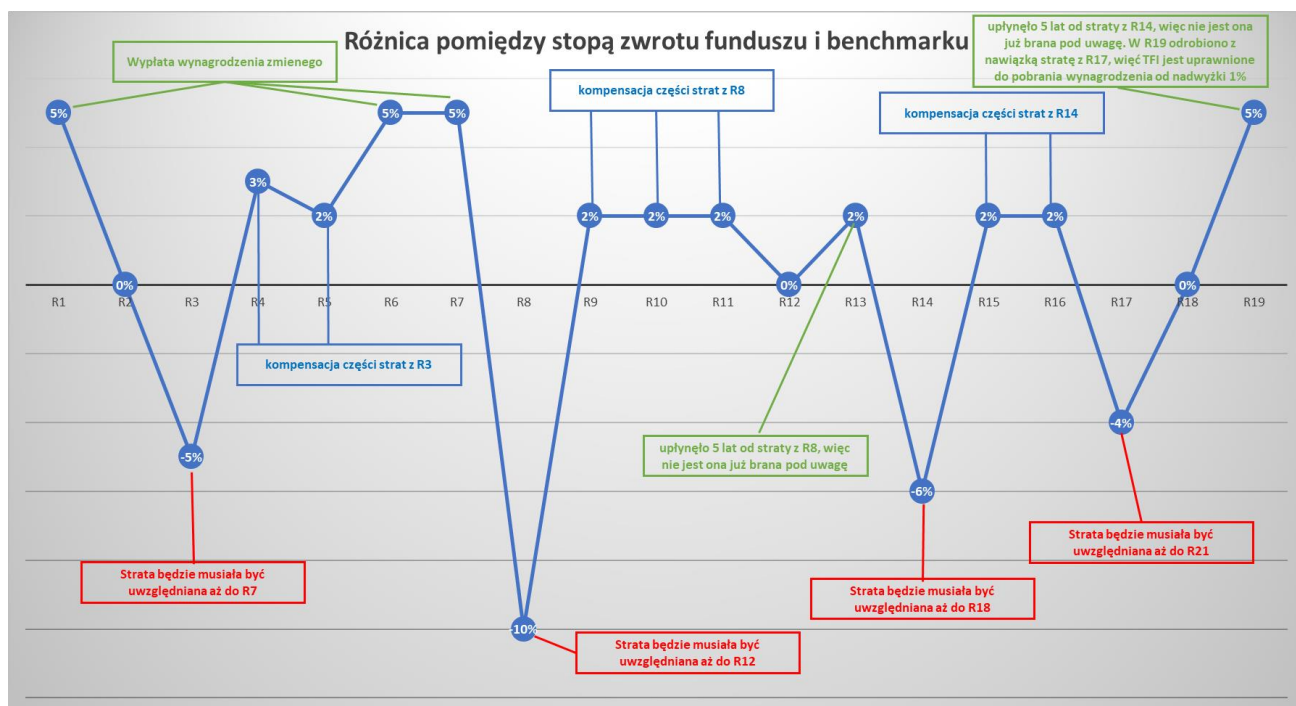 Różnica pomiędzy stopą zwrotu funduszu i benchmarku
upłynęło 5 lat od straty z R14, więc nie jest ona
już brana pod uwagę. W R19 odrobiono z
nawiązką stratę z R17, więć TFI jest uprawnione
do pobrania wynagrodzenia od nadwyżki 1%
Wypłata wynagrodzenia zmienego
kompensacja części strat z R8
kompensacja części strat z R14
5%
0%
-5%
3%
2%
5%
5%
-10%
2%
2%
2%
0%
2%
-6%
2%
2%
-4%
0%
5%
R1
R2
R3
R4
R5
R6
R7
R8
R9
R10
R11
R12
R13
R14
R15
R16
R17
R18
R19
kompensacja części strat z R3
upłynęło 5 lat od straty z R8, więc
nie jest ona już brana pod uwagę
Strata będzie musiała być
uwzględniana aż do R7
Strata będzie musiała być
uwzględniana aż do R12
Strata będzie musiała być
uwzględniana aż do R18
Strata będzie musiała być
uwzględniana aż do R21